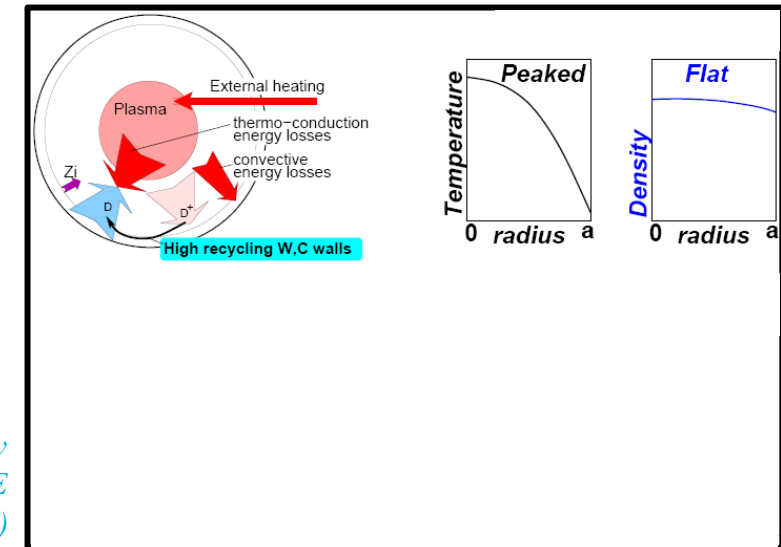 External heating
Plasma
thermo-conduction
energy losses
convective
energy losses
Zi
D
D+
High recycling W,C walls
Temperature
Peaked
0 radius a
Density
Flat
0 radius a
E
)